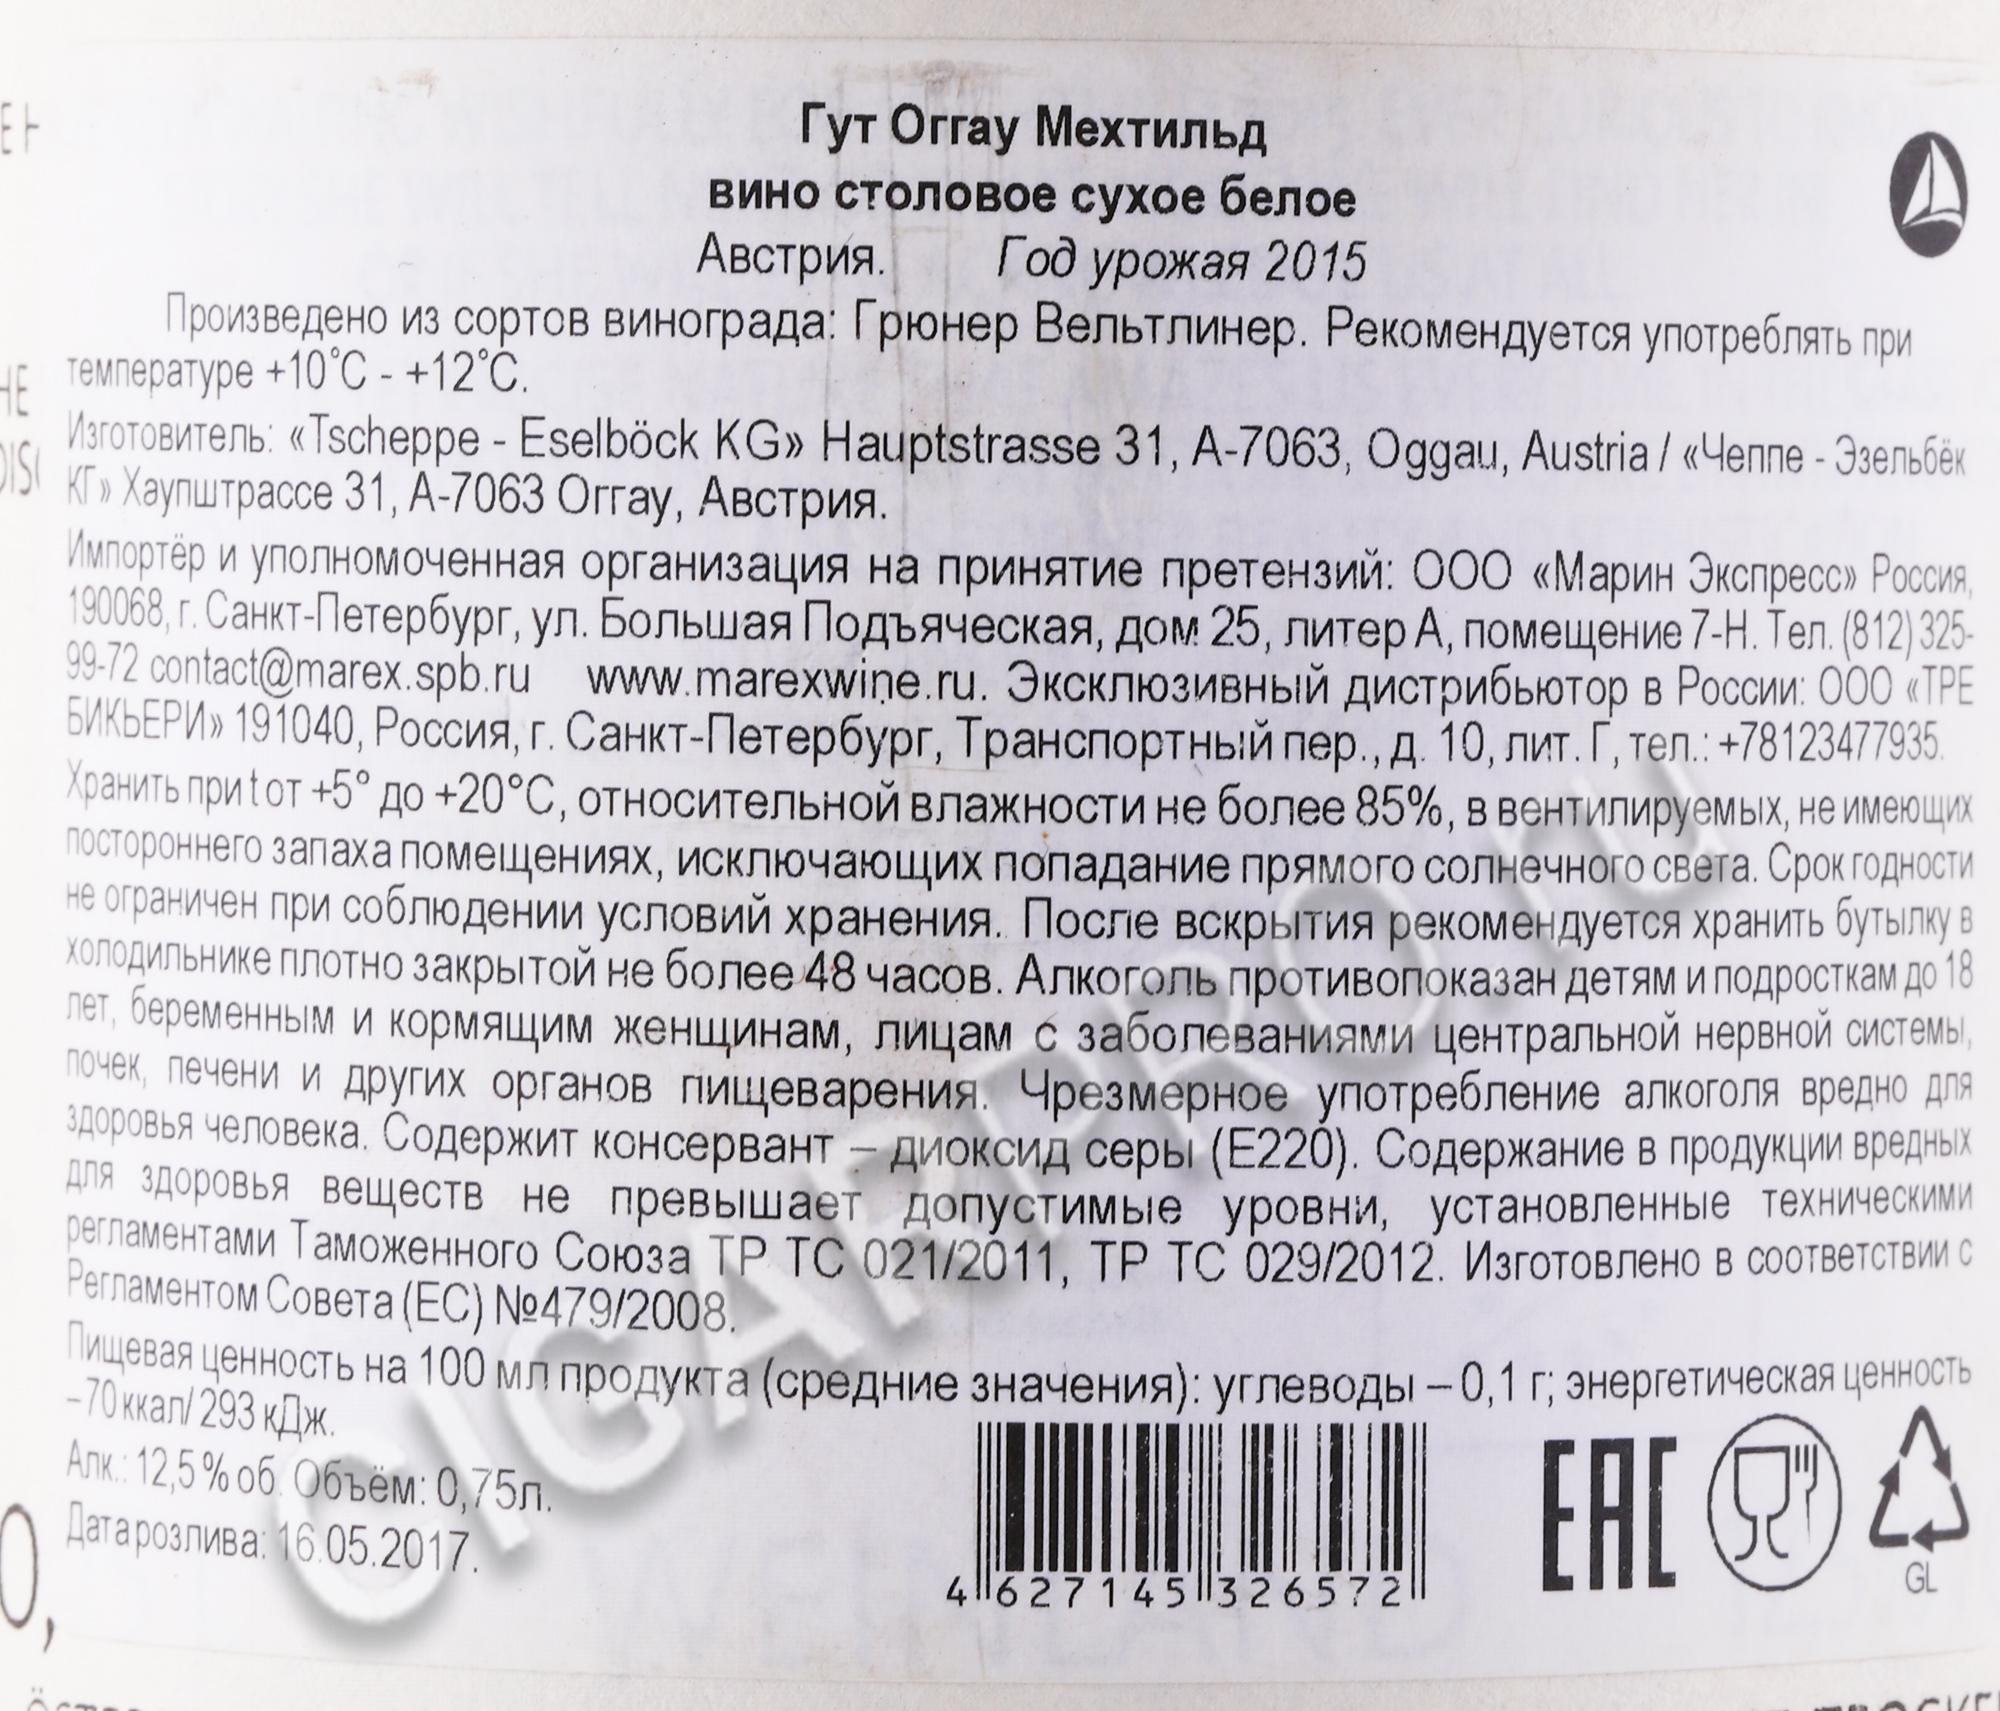 Гут Оггау Мехтильд
вино столовое сухое белое
Австрия. Год урожая 2015
Произведено из сортов винограда: Грюнер Вельтлинер. Рекомендуется употреблять при
температуре +10°C - +12°C.
Изготовитель: «Tscheppe - Eselböck KG» Hauptstrasse 31, A-7063, Oggau, Austria / «Чеппе - Эзельбёк
КГ» Хаупштрассе 31, А-7063 Оггау, Австрия.
Импортёр и уполномоченная организация на принятие претензий: ООО «Марин Экспресс» Россия,
190068, г. Санкт-Петербург, ул. Большая Подъяческая, дом 25, литер А, помещение 7-Н. Тел. (812) 325-
99-72 contact@marex.spb.ru www.marexwine.ru. Эксклюзивный дистрибьютор в России: ООО «ТРЕ
БИКЬЕРИ» 191040, Россия, г. Санкт-Петербург, Транспортный пер., д. 10, лит. Г, тел.: +78123477935.
Хранить при t от +5° до +20°C, относительной влажности не более 85%, в вентилируемых, не имеющих
постороннего запаха помещениях, исключающих попадание прямого солнечного света. Срок годности
не ограничен при соблюдении условий хранения. После вскрытия рекомендуется хранить бутылку в
холодильнике плотно закрытой не более 48 часов. Алкоголь противопоказан детям и подросткам до 18
лет, беременным и кормящим женщинам, лицам с заболеваниями центральной нервной системы,
почек, печени и других органов пищеварения. Чрезмерное употребление алкоголя вредно для
здоровья человека. Содержит консервант – диоксид серы (E220). Содержание в продукции вредных
для здоровья веществ не превышает допустимые уровни, установленные техническими
регламентами Таможенного Союза ТР ТС 021/2011, ТР ТС 029/2012. Изготовлено в соответствии с
Регламентом Совета (ЕС) №479/2008.
Пищевая ценность на 100 мл продукта (средние значения): углеводы – 0,1 г; энергетическая ценность
– 70 ккал/ 293 кДж.
Алк.: 12,5 % об. Объём: 0,75л.
Дата розлива: 16.05.2017.
4 627145 326572
EAC
GL
CIGARPRO.ru